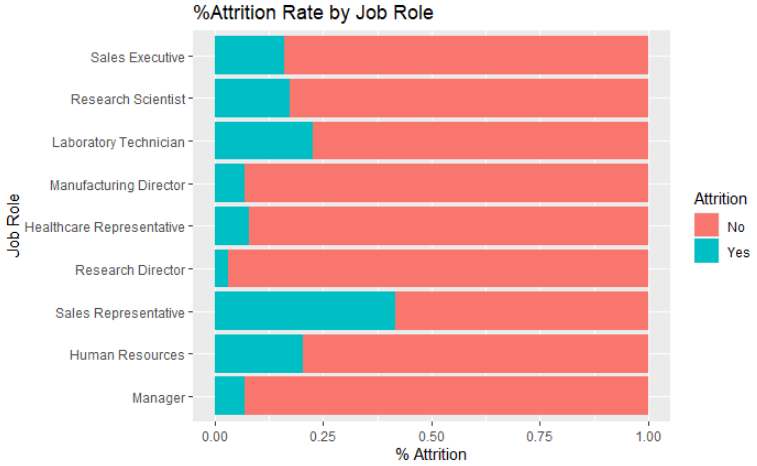 %Attrition Rate by Job Role
Sales Executive
Research Scientist
Laboratory Technician
Manufacturing Director
Healthcare Representative
Research Director
Sales Representative
Human Resources
Manager
Job Role
0.00 0.25 0.50 0.75 1.00
% Attrition
Attrition
No
Yes